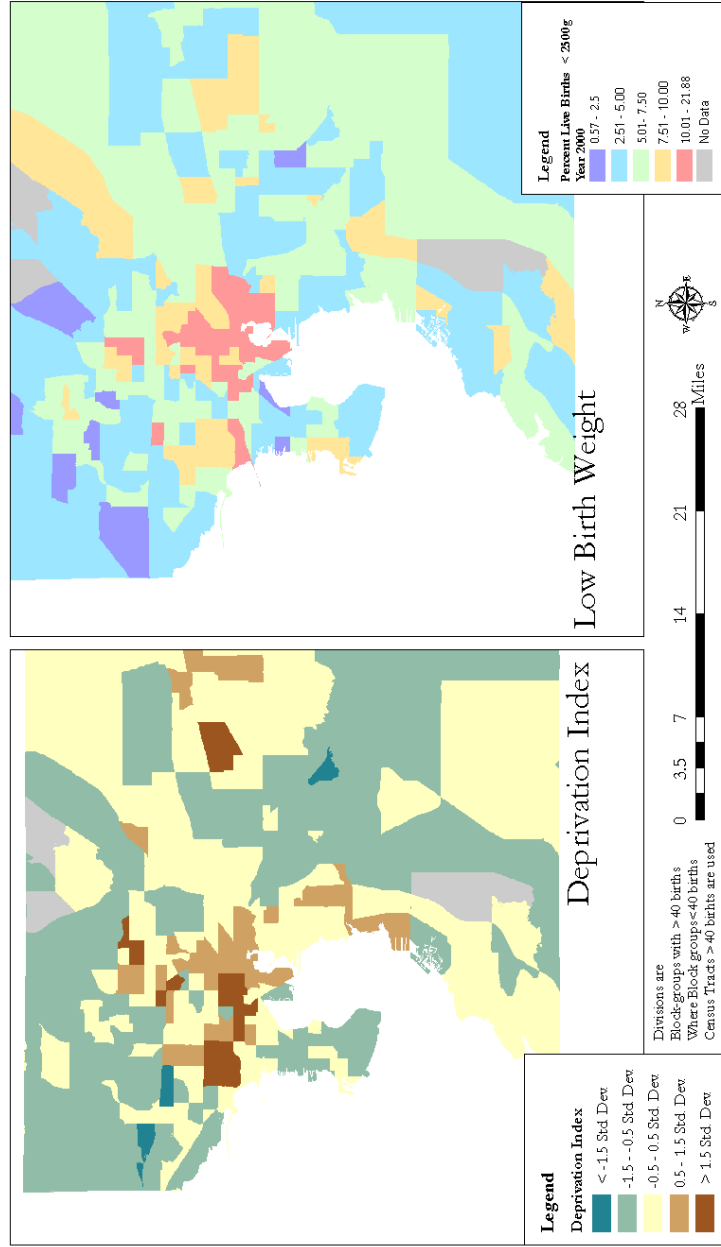 Deprivation Index
Low Birth Weight
Legend
Deprivation Index
< -1.5 Std. Dev.
-1.5 - -0.5 Std. Dev.
-0.5 - 0.5 Std. Dev.
0.5 - 1.5 Std. Dev.
> 1.5 Std. Dev.
Divisions are
Block-groups with > 40 births
Where Block groups< 40 births
Census Tracts > 40 birhts are used
0 3.5 7 14 21 28
Miles
N
W E
S
Legend
Percent Live Births < 2500g
Year 2000
0.57 - 2.5
2.51 - 5.00
5.01 - 7.50
7.51 - 10.00
10.01 - 21.88
No Data